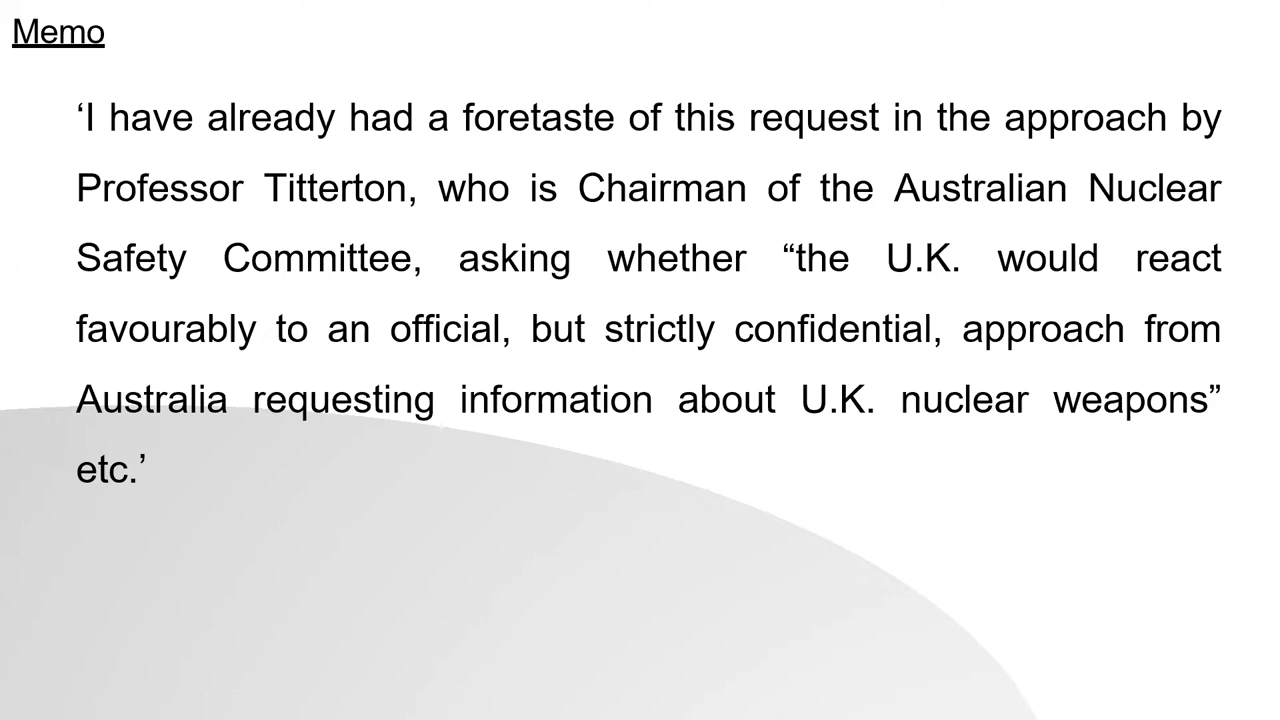 Memo
‘I have already had a foretaste of this request in the approach by
Professor Titterton, who is Chairman of the Australian Nuclear
Safety Committee, asking whether “the U.K. would react
favourably to an official, but strictly confidential, approach from
Australia requesting information about U.K. nuclear weapons”
etc.’